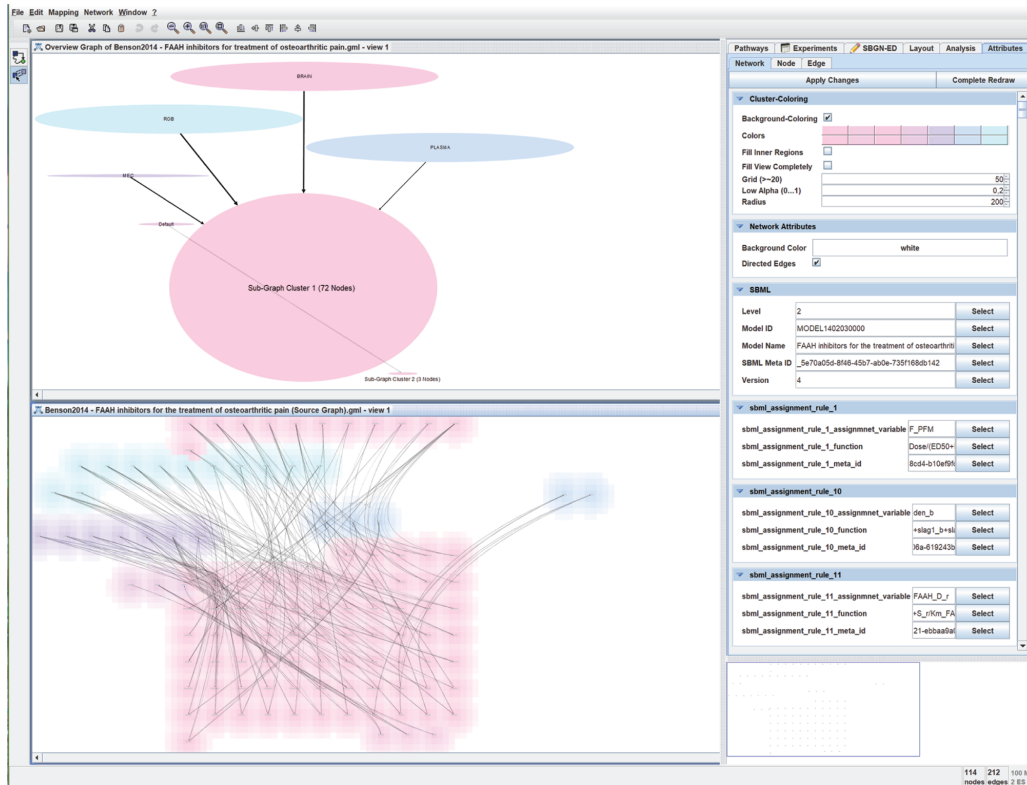 File Edit Mapping Network Window ?
Overview Graph of Benson2014 - FAAH inhibitors for treatment of osteoarthritic pain.gml - view 1
BRAIN
ROB
PLASMA
Default
Sub-Graph Cluster 1 (72 Nodes)
Sub-Graph Cluster 2 (3 Nodes)
Benson2014 - FAAH inhibitors for the treatment of osteoarthritic pain (Source Graph).gml - view 1
Pathways Experiments SBGN-ED Layout Analysis Attributes
Network Node Edge
Apply Changes Complete Redraw
Cluster-Coloring
Background-Coloring
Colors
Fill Inner Regions
Fill View Completely
Grid (>~20) 50
Low Alpha (0...1) 0,2
Radius 200
Network Attributes
Background Color white
Directed Edges
SBML
Level 2 Select
Model ID MODEL1402030000 Select
Model Name FAAH inhibitors for the treatment of osteoarthriti Select
SBML Meta ID _5e70a05d-8f46-45b7-ab0e-735f168db142 Select
Version 4 Select
sbml_assignment_rule_1
sbml_assignment_rule_1_assignmnet_variable F_PFM Select
sbml_assignment_rule_1_function Dose/(ED50+ Select
sbml_assignment_rule_1_meta_id Select
sbml_assignment_rule_10
sbml_assignment_rule_10_assignmnet_variable den_b Select
sbml_assignment_rule_10_function Select
sbml_assignment_rule_10_meta_id Select
sbml_assignment_rule_11
sbml_assignment_rule_11_assignmnet_variable FAAH_D_r Select
sbml_assignment_rule_11_function +S_r/Km_FA Select
sbml_assignment_rule_11_meta_id Select
114 212 100 M
nodes edges 2 ES